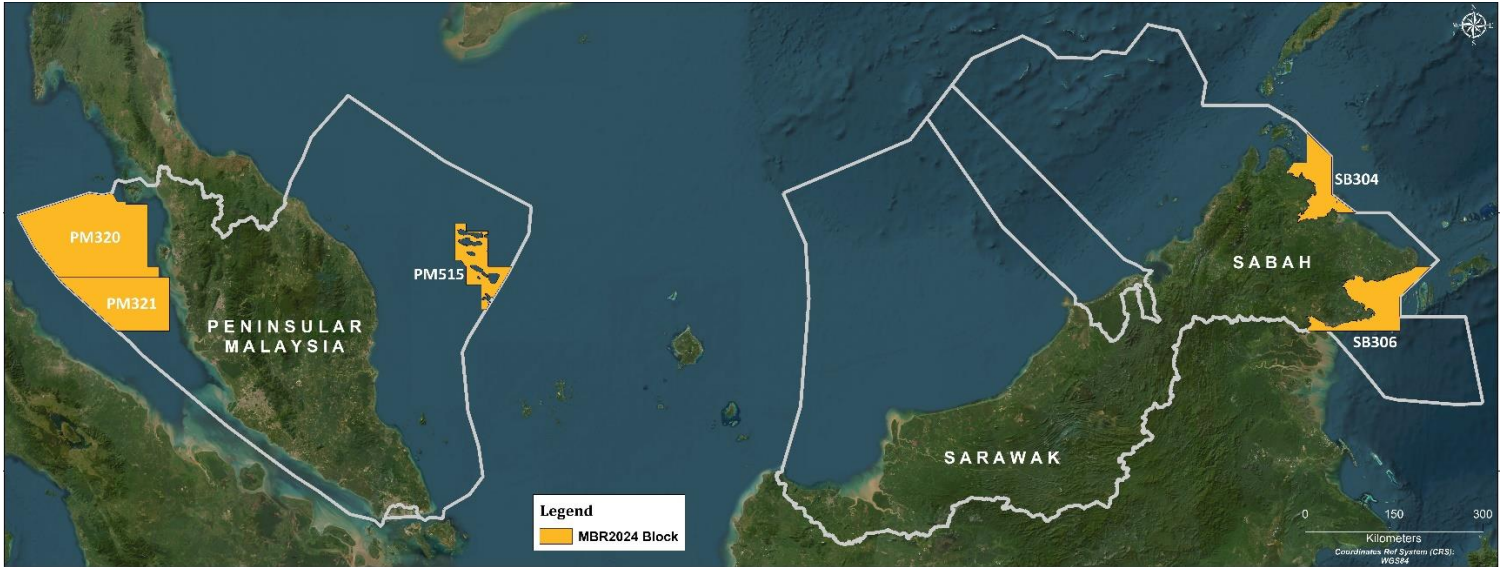 PM320
PM321
PENINSULAR
MALAYSIA
PM515
SB304
SABAH
SB306
SARAWAK
Legend
MBR2024 Block
0 150 300
Kilometers
Coordinates Ref System (CRS):
WGS84